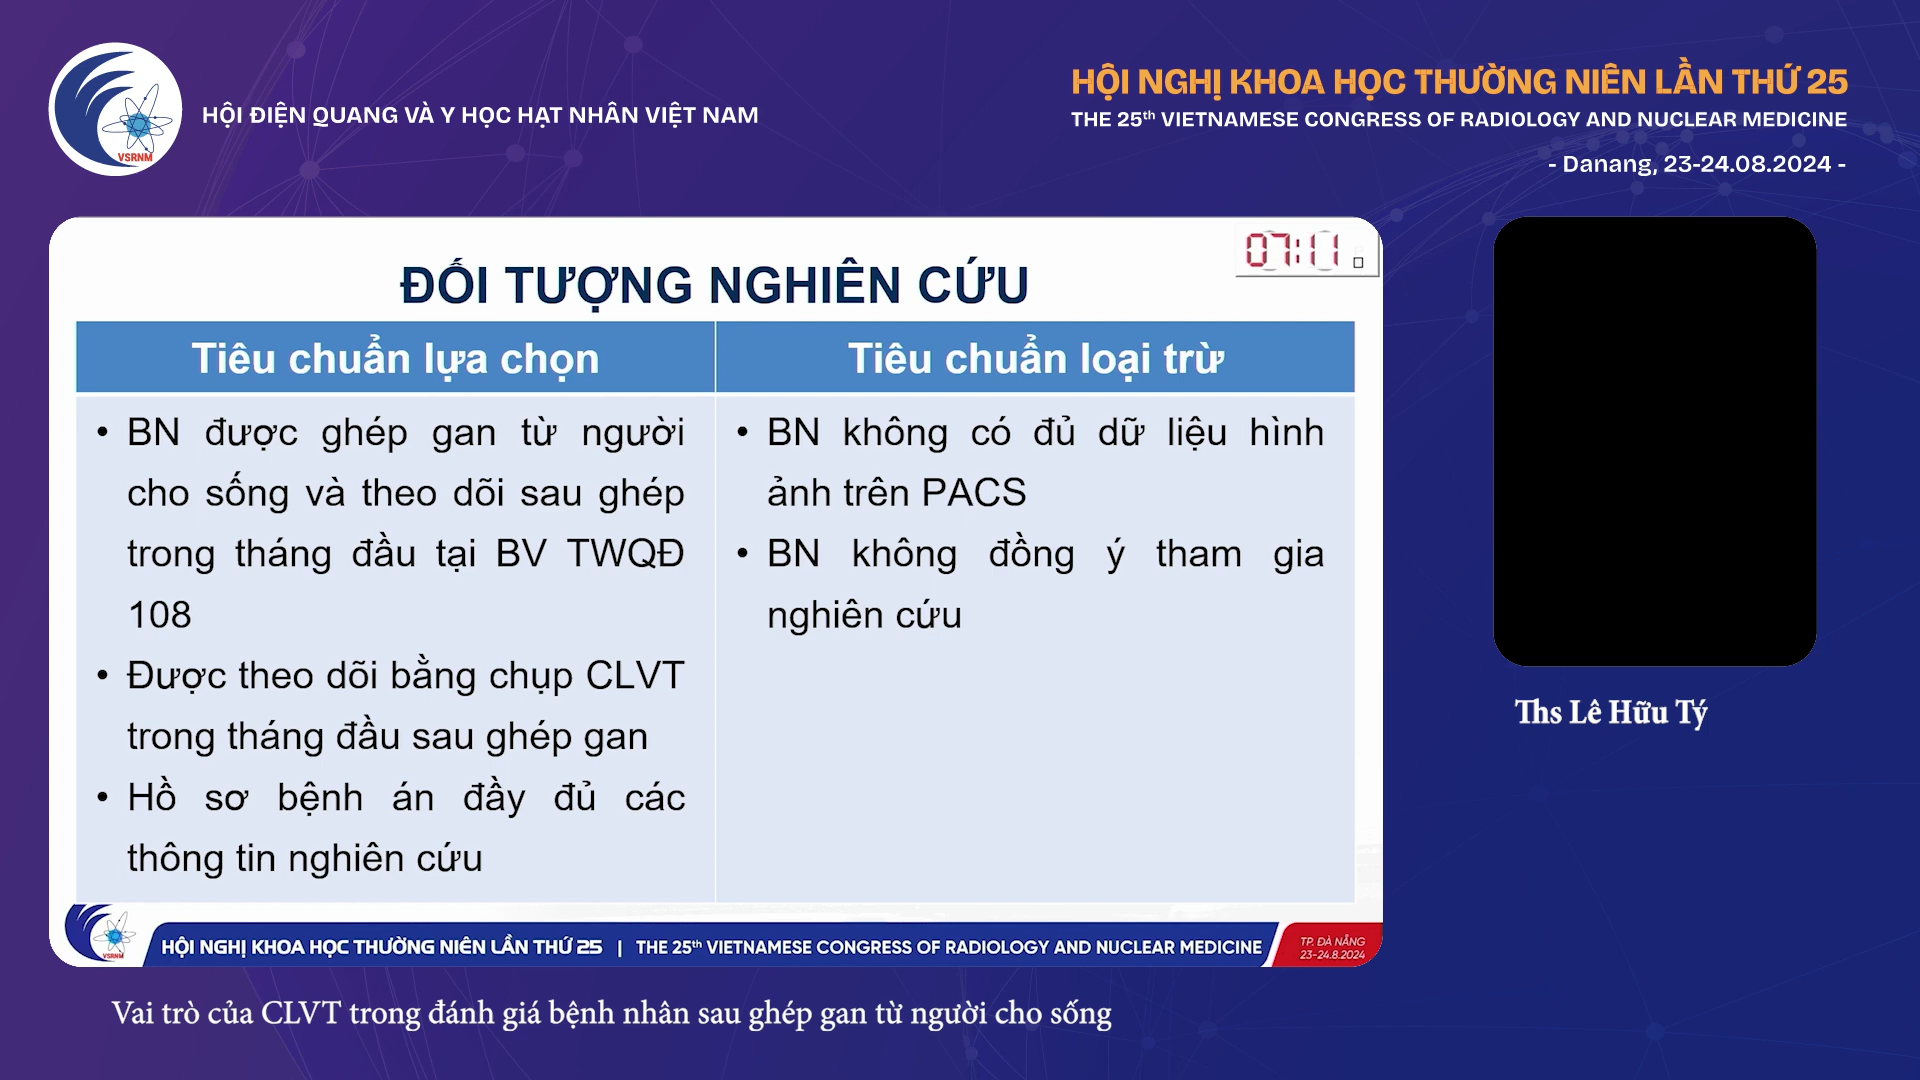 VSRNM
HỘI ĐIỆN QUANG VÀ Y HỌC HẠT NHÂN VIỆT NAM
HỘI NGHỊ KHOA HỌC THƯỜNG NIÊN LẦN THỨ 25
THE 25th VIETNAMESE CONGRESS OF RADIOLOGY AND NUCLEAR MEDICINE
- Danang, 23-24.08.2024 -
07:11
ĐỐI TƯỢNG NGHIÊN CỨU
Tiêu chuẩn lựa chọn
• BN được ghép gan từ người
cho sống và theo dõi sau ghép
trong tháng đầu tại BV TWQĐ
108
• Được theo dõi bằng chụp CLVT
trong tháng đầu sau ghép gan
• Hồ sơ bệnh án đầy đủ các
thông tin nghiên cứu
Tiêu chuẩn loại trừ
• BN không có đủ dữ liệu hình
ảnh trên PACS
• BN không đồng ý tham gia
nghiên cứu
VSRNM
HỘI NGHỊ KHOA HỌC THƯỜNG NIÊN LẦN THỨ 25 | THE 25th VIETNAMESE CONGRESS OF RADIOLOGY AND NUCLEAR MEDICINE
TP. ĐÀ NẴNG
23-24.8.2024
Ths Lê Hữu Tý
Vai trò của CLVT trong đánh giá bệnh nhân sau ghép gan từ người cho sống